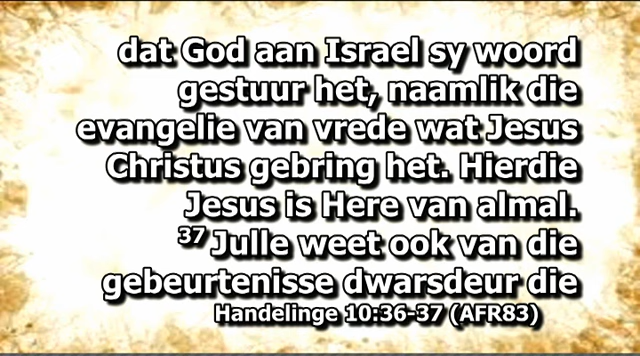 dat God aan Israel sy woord
gestuur het, naamlik die
evangelie van vrede wat Jesus
Christus gebring het. Hierdie
Jesus is Here van almal.
37 Julle weet ook van die
gebeurtenisse dwarsdeur die
Handelinge 10:36-37 (AFR83)